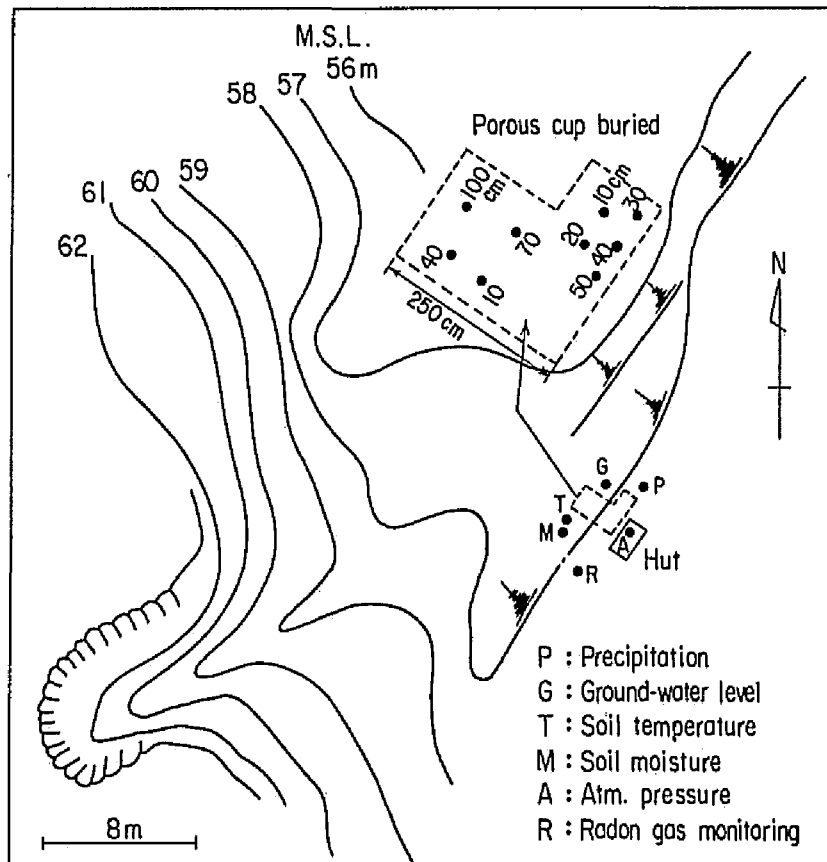 M.S.L.
56m
57
58
59
60
61
62
Porous cup buried
100 cm
10cm
30
70
20
40
40
10
50
250cm
N
G
P
T
M
A
Hut
R
P : Precipitation
G : Ground-water level
T : Soil temperature
M : Soil moisture
A : Atm. pressure
R : Radon gas monitoring
8m